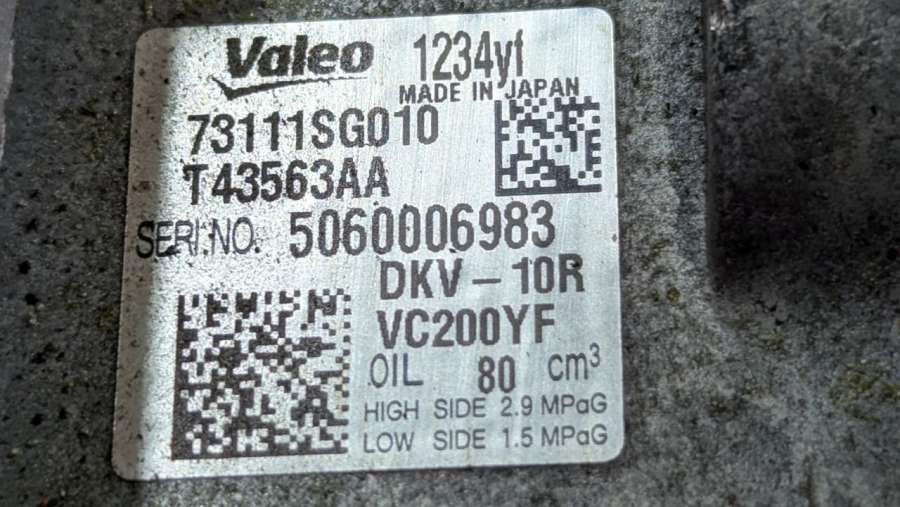 Valeo 1234yf
MADE IN JAPAN
73111SG010
T43563AA
SERI.NO. 5060006983
DKV-10R
VC200YF
OIL 80 cm³
HIGH SIDE 2.9 MPaG
LOW SIDE 1.5 MPaG